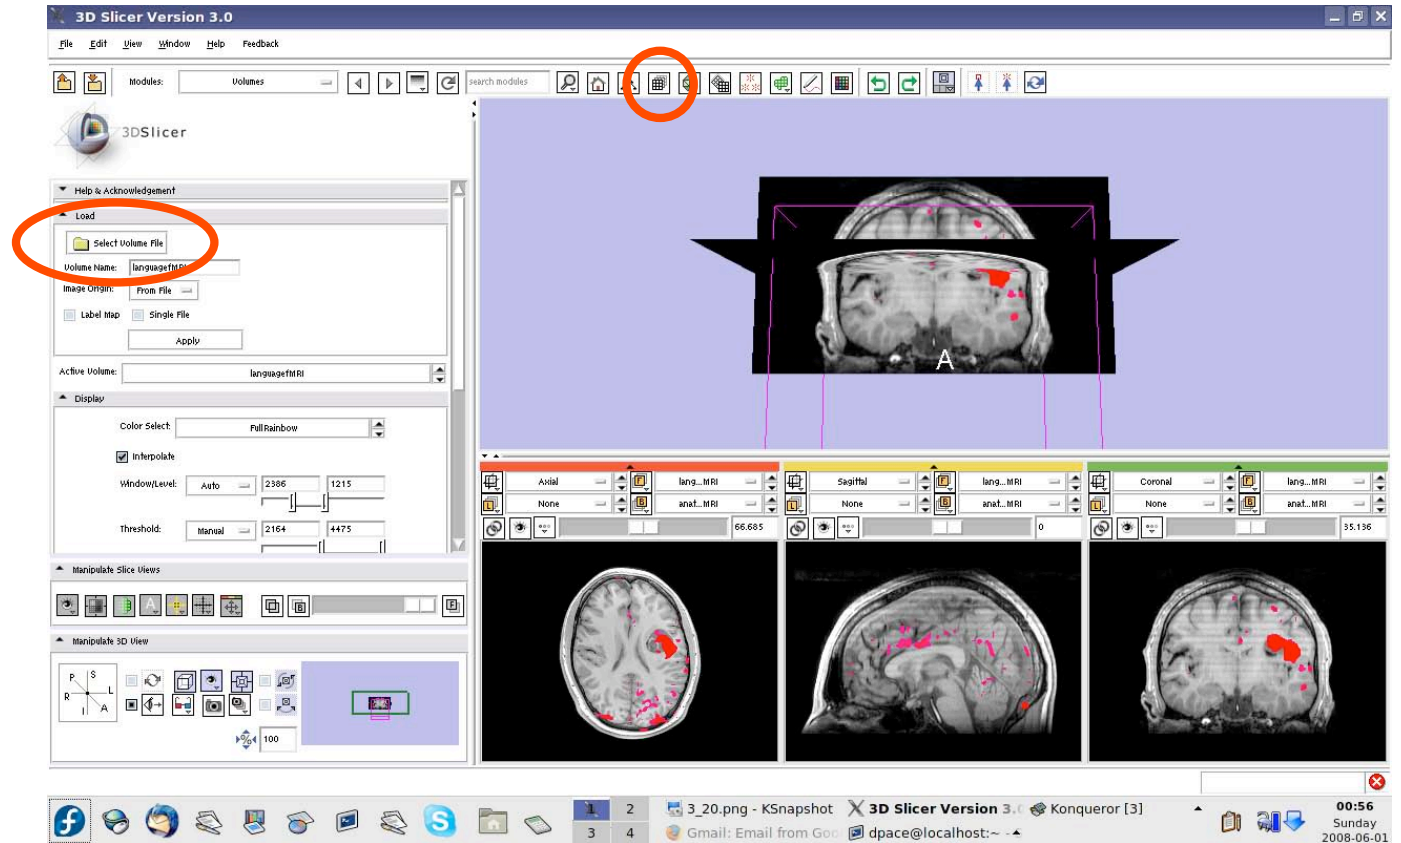 3D Slicer Version 3.0
File Edit View Window Help Feedback
Modules: Volumes search modules
3DSlicer
Help & Acknowledgement
Load
Select Volume File
Volume Name: languagefMRI
Image Origin: From File
Label Map Single File
Apply
Active Volume: languagefMRI
Display
Color Select: FullRainbow
Interpolate
Window/Level: Auto 2386 1215
Threshold: Manual 2164 4475
Manipulate Slice Views
A B F
Manipulate 3D View
P S
R L
I A
% 100
A
Axial F lang...MRI
L None B anat...MRI
66.685
Sagittal F lang...MRI
L None B anat...MRI
0
Coronal F lang...MRI
L None B anat...MRI
35.136
1 2
3 4
3_20.png - KSnapshot 3D Slicer Version 3. Konqueror [3]
Gmail: Email from Goo dpace@localhost:~ -
00:56
Sunday
2008-06-01